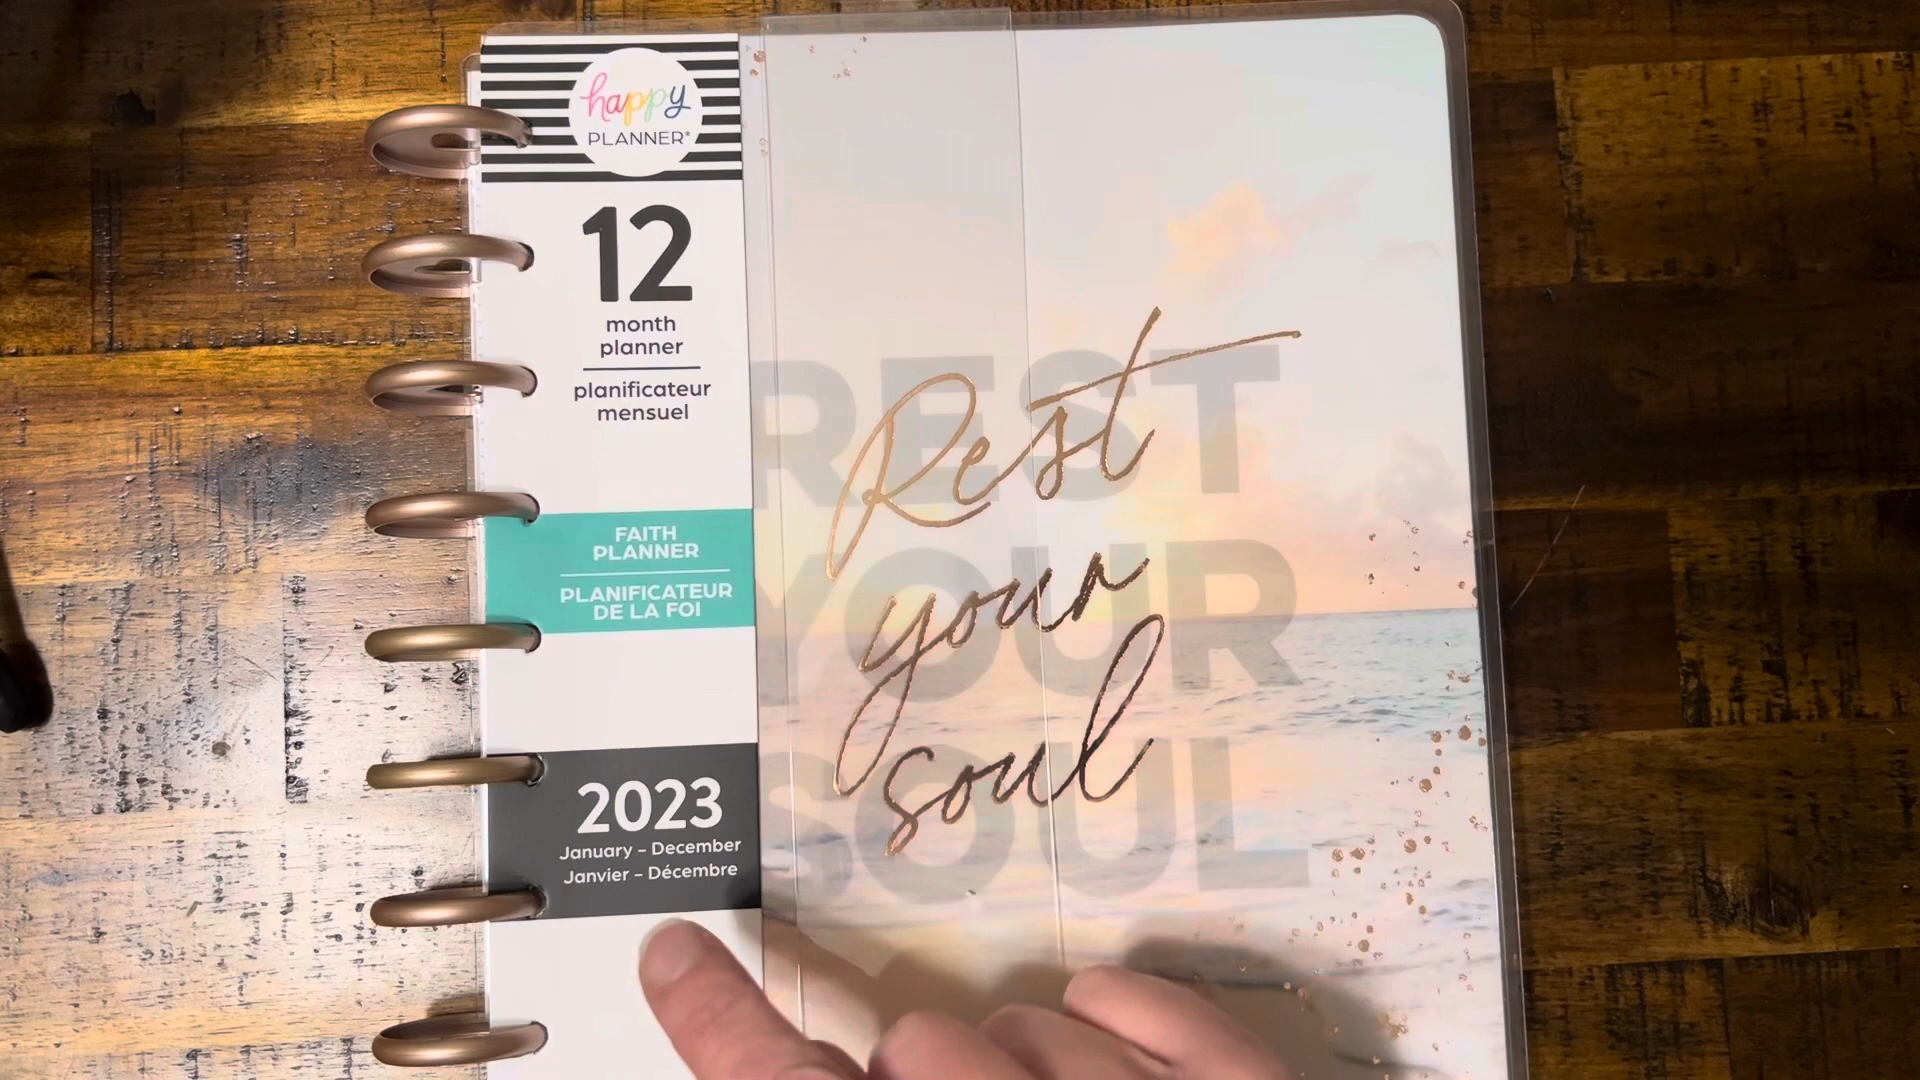 happy
PLANNER®
12
month
planner
planificateur
mensuel
FAITH
PLANNER
PLANIFICATEUR
DE LA FOI
2023
January – December
Janvier – Décembre
REST
YOUR
SOUL
Rest
your
soul